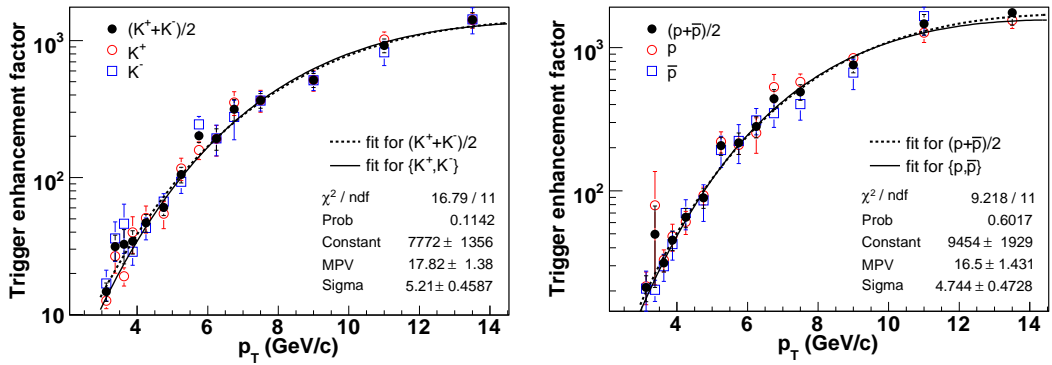 Trigger enhancement factor
10³
10²
10
(K⁺+K⁻)/2
K⁺
K⁻
fit for (K⁺+K⁻)/2
fit for {K⁺,K⁻}
χ² / ndf 16.79 / 11
Prob 0.1142
Constant 7772 ± 1356
MPV 17.82 ± 1.38
Sigma 5.21 ± 0.4587
4 6 8 10 12 14
p_T (GeV/c)
Trigger enhancement factor
10³
10²
(p+p̅)/2
p
p̅
fit for (p+p̅)/2
fit for {p,p̅}
χ² / ndf 9.218 / 11
Prob 0.6017
Constant 9454 ± 1929
MPV 16.5 ± 1.431
Sigma 4.744 ± 0.4728
4 6 8 10 12 14
p_T (GeV/c)